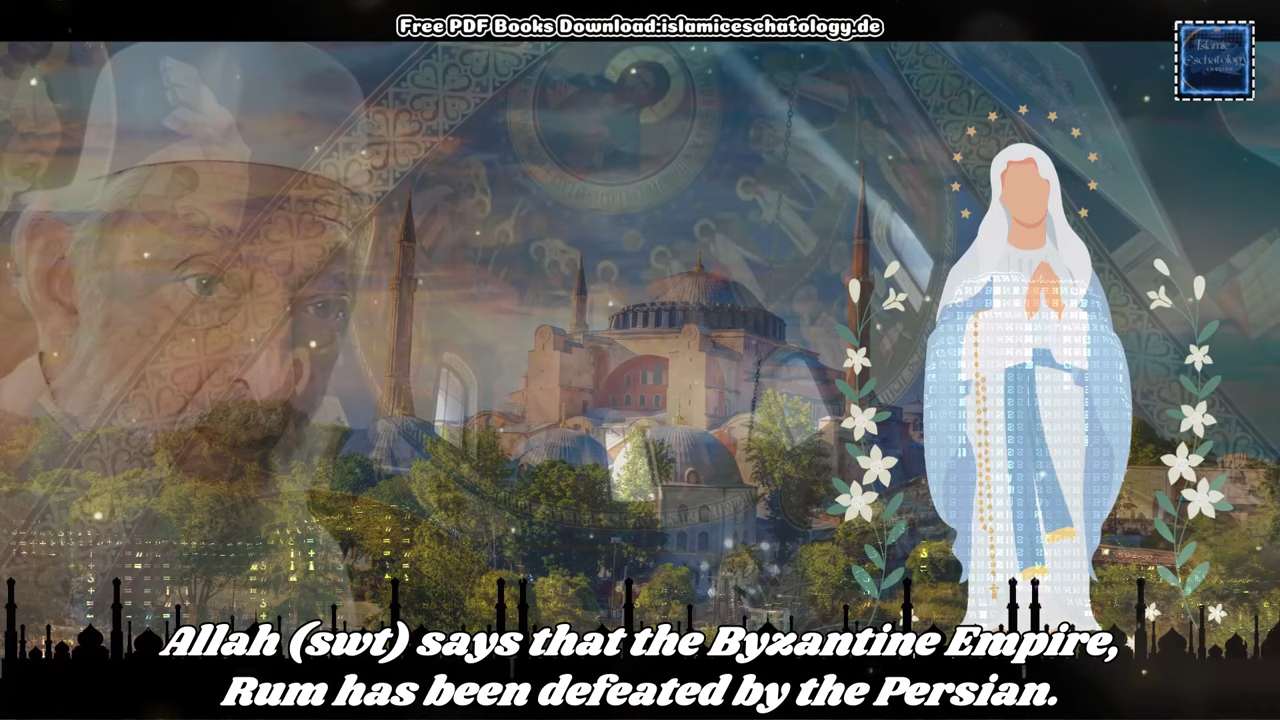 Free PDF Books Download:islamiceschatology.de
Islamic
Eschatology
Allah (swt) says that the Byzantine Empire,
Rum has been defeated by the Persian.